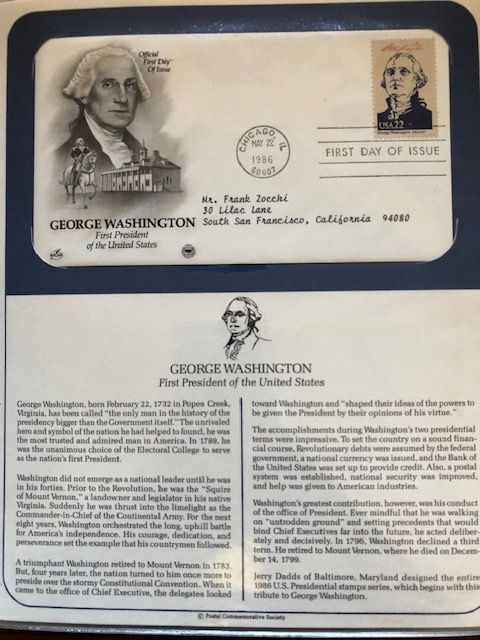 Official
First Day
Of Issue
USA22
CHICAGO, IL
MAY 22
1986
60607
FIRST DAY OF ISSUE
Mr. Frank Zocchi
30 Lilac Lane
South San Francisco, California 94080
GEORGE WASHINGTON
First President
of the United States
GEORGE WASHINGTON
First President of the United States
George Washington, born February 22, 1732 in Popes Creek,
Virginia, has been called "the only man in the history of the
presidency bigger than the Government itself." The unrivaled
hero and symbol of the nation he had helped to found, he was
the most trusted and admired man in America. In 1789, he
was the unanimous choice of the Electoral College to serve
as the nation's first President.
Washington did not emerge as a national leader until he was
in his forties. Prior to the Revolution, he was the "Squire
of Mount Vernon," a landowner and legislator in his native
Virginia. Suddenly he was thrust into the limelight as the
Commander-in-Chief of the Continental Army. For the next
eight years, Washington orchestrated the long, uphill battle
for America's independence. His courage, dedication, and
perseverance set the example that his countrymen followed.
A triumphant Washington retired to Mount Vernon in 1783.
But, four years later, the nation turned to him once more to
preside over the stormy Constitutional Convention. When it
came to the office of Chief Executive, the delegates looked
toward Washington and "shaped their ideas of the powers to
be given the President by their opinions of his virtue."
The accomplishments during Washington's two presidential
terms were impressive. To set the country on a sound finan-
cial course, Revolutionary debts were assumed by the federal
government, a national currency was issued, and the Bank of
the United States was set up to provide credit. Also, a postal
system was established, national security was improved,
and help was given to American industries.
Washington's greatest contribution, however, was his conduct
of the office of President. Ever mindful that he was walking
on "untrodden ground" and setting precedents that would
bind Chief Executives far into the future, he acted deliber-
ately and decisively. In 1796, Washington declined a third
term. He retired to Mount Vernon, where he died on Decem-
ber 14, 1799.
Jerry Dadds of Baltimore, Maryland designed the entire
1986 U.S. Presidential stamps series, which begins with this
tribute to George Washington.
© Postal Commemorative Society